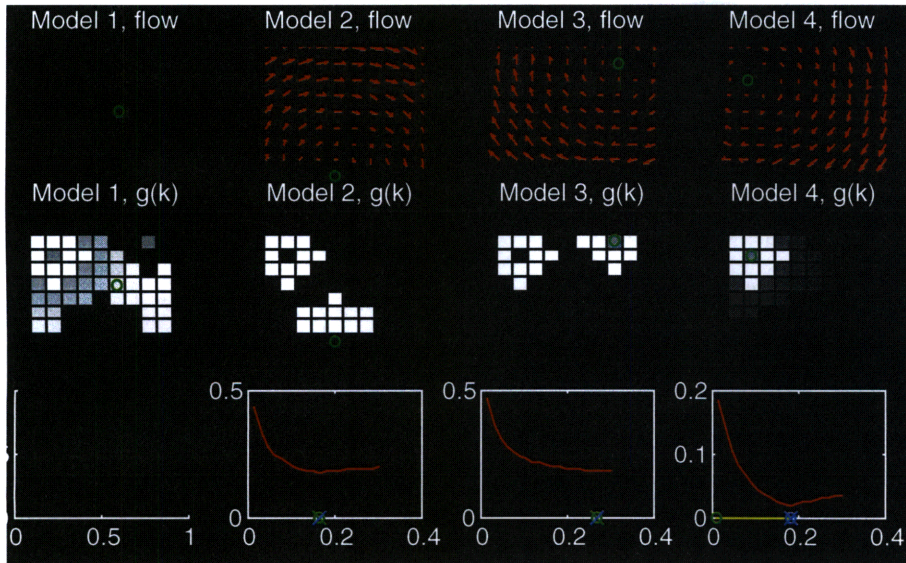 Model 1, flow
Model 2, flow
Model 3, flow
Model 4, flow
Model 1, g(k)
Model 2, g(k)
Model 3, g(k)
Model 4, g(k)
0.5
0
0 0.2 0.4
0.5
0
0 0.2 0.4
0.2
0.1
0
0 0.2 0.4
0 0.5 1